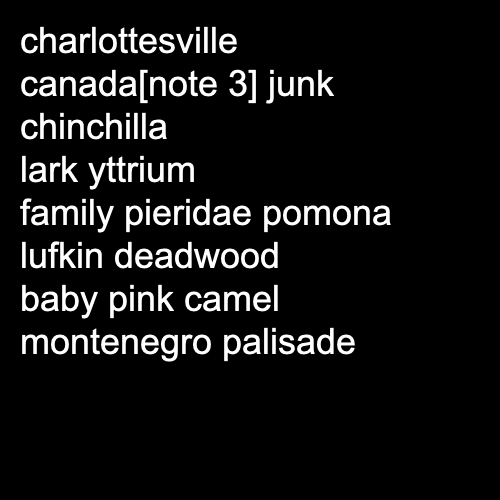 charlottesville
canada[note 3] junk
chinchilla
lark yttrium
family pieridae pomona
lufkin deadwood
baby pink camel
montenegro palisade